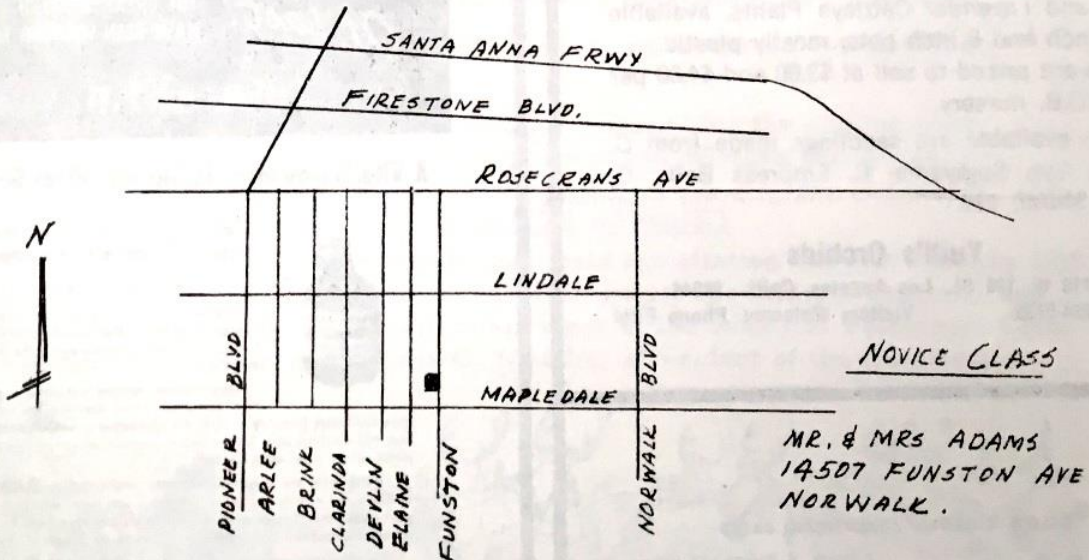 SANTA ANNA FRWY
FIRESTONE BLVD.
ROSECRANS AVE
N
LINDALE
PIONEER BLVD
ARLEE
BRINK
CLARINDA
DEVLIN
ELAINE
FUNSTON
MAPLEDALE
NORWALK BLVD
NOVICE CLASS
MR. & MRS ADAMS
14507 FUNSTON AVE
NORWALK.